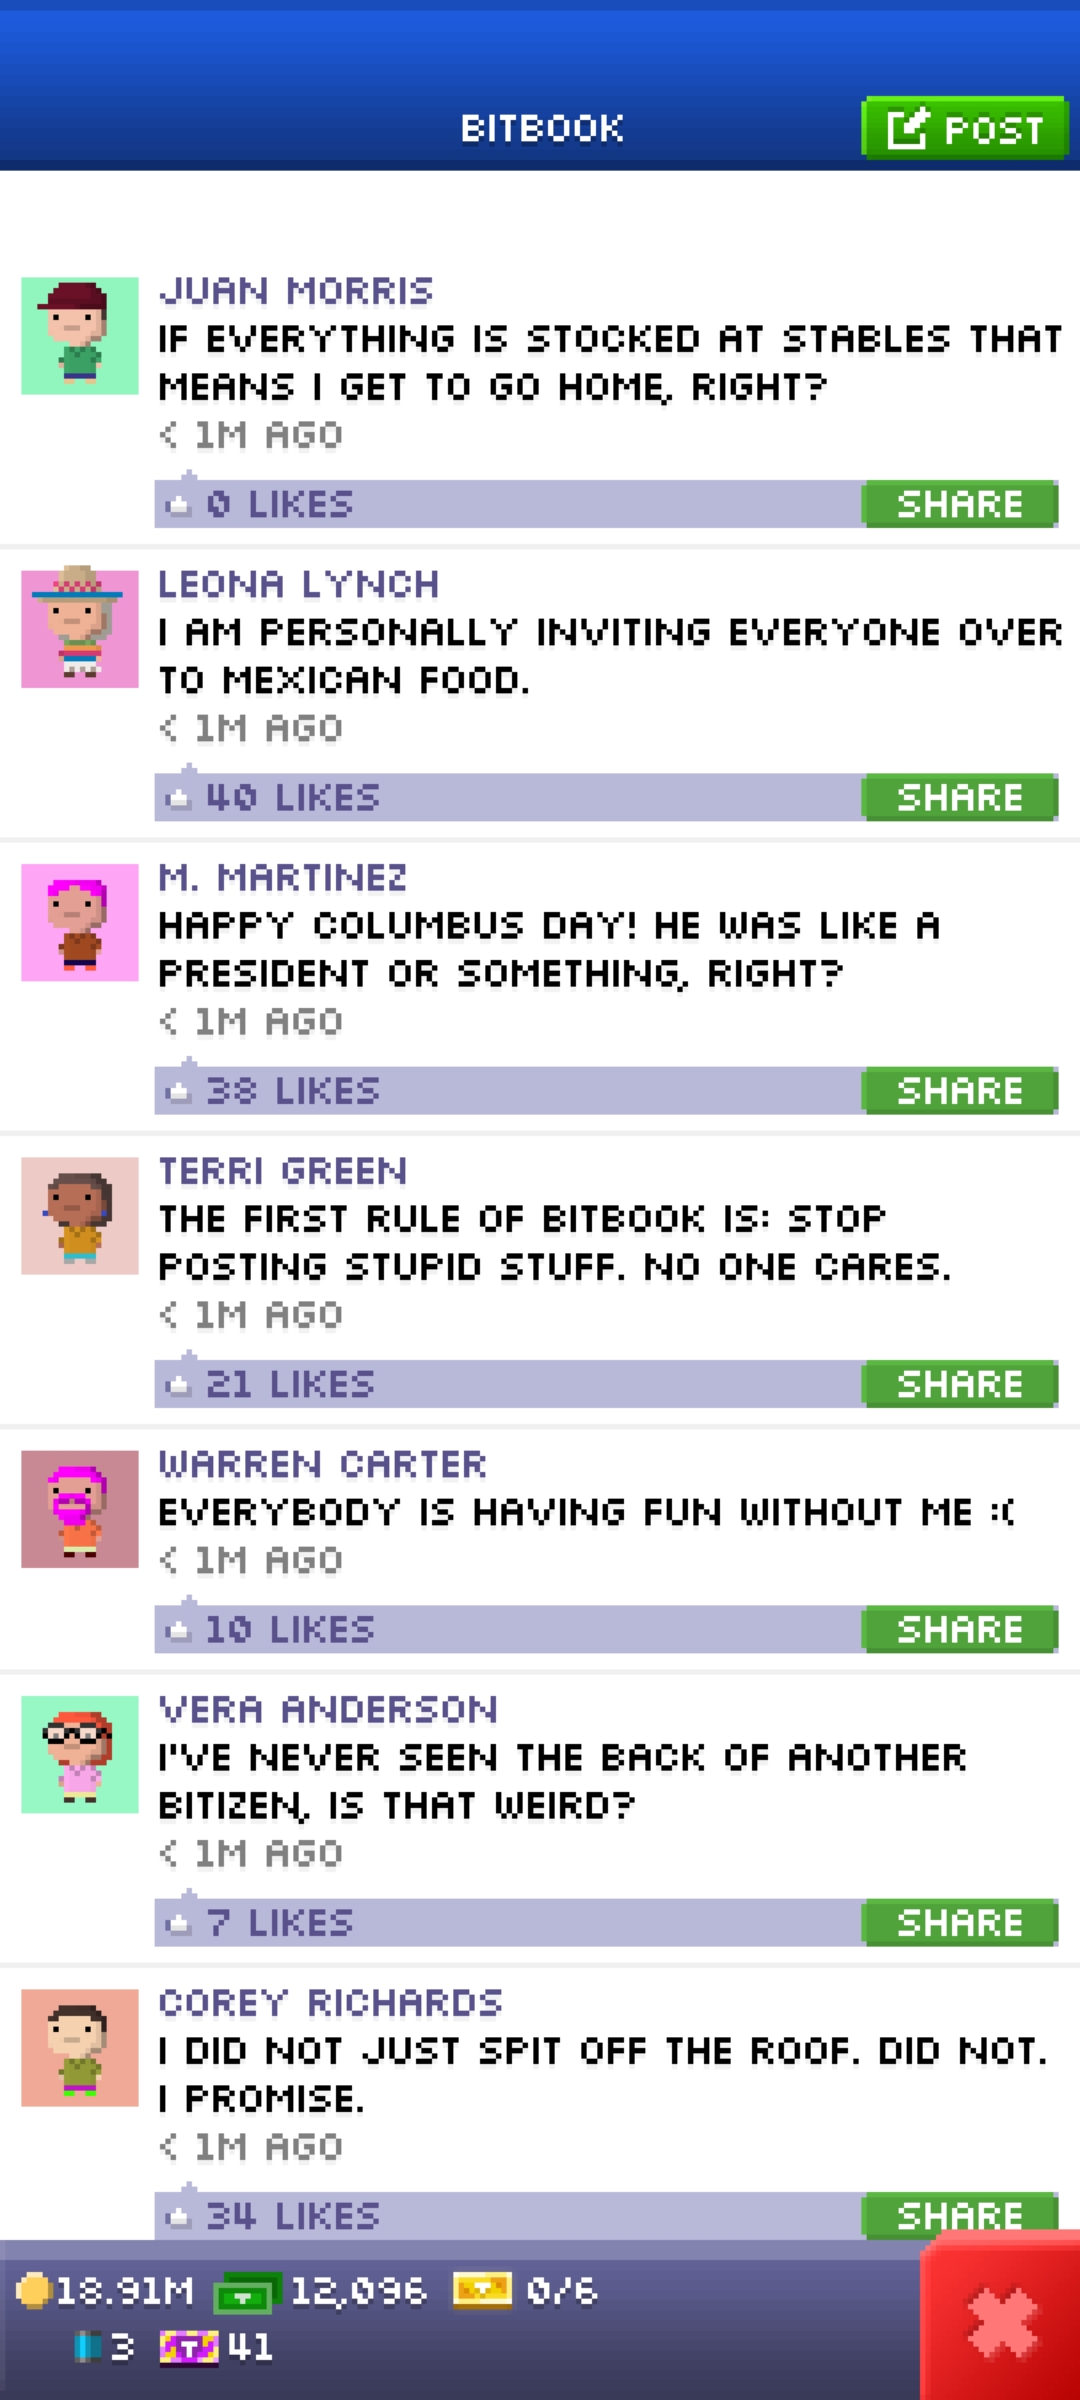 BITBOOK
POST
JUAN MORRIS
IF EVERYTHING IS STOCKED AT STABLES THAT
MEANS I GET TO GO HOME, RIGHT?
< 1M AGO
0 LIKES
SHARE
LEONA LYNCH
I AM PERSONALLY INVITING EVERYONE OVER
TO MEXICAN FOOD.
< 1M AGO
40 LIKES
SHARE
M. MARTINEZ
HAPPY COLUMBUS DAY! HE WAS LIKE A
PRESIDENT OR SOMETHING, RIGHT?
< 1M AGO
38 LIKES
SHARE
TERRI GREEN
THE FIRST RULE OF BITBOOK IS: STOP
POSTING STUPID STUFF. NO ONE CARES.
< 1M AGO
21 LIKES
SHARE
WARREN CARTER
EVERYBODY IS HAVING FUN WITHOUT ME :(
< 1M AGO
10 LIKES
SHARE
VERA ANDERSON
I'VE NEVER SEEN THE BACK OF ANOTHER
BITIZEN, IS THAT WEIRD?
< 1M AGO
7 LIKES
SHARE
COREY RICHARDS
I DID NOT JUST SPIT OFF THE ROOF. DID NOT.
I PROMISE.
< 1M AGO
34 LIKES
SHARE
18.91M 12,096 0/6
3 T 41